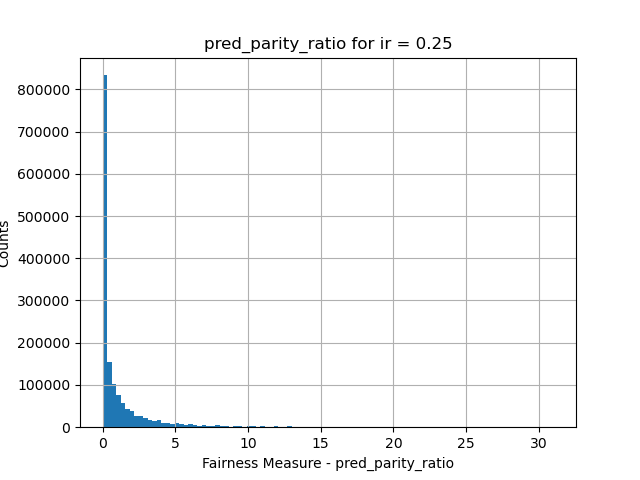 pred_parity_ratio for ir = 0.25
800000
700000
600000
500000
400000
300000
200000
100000
0
Counts
0 5 10 15 20 25 30
Fairness Measure - pred_parity_ratio